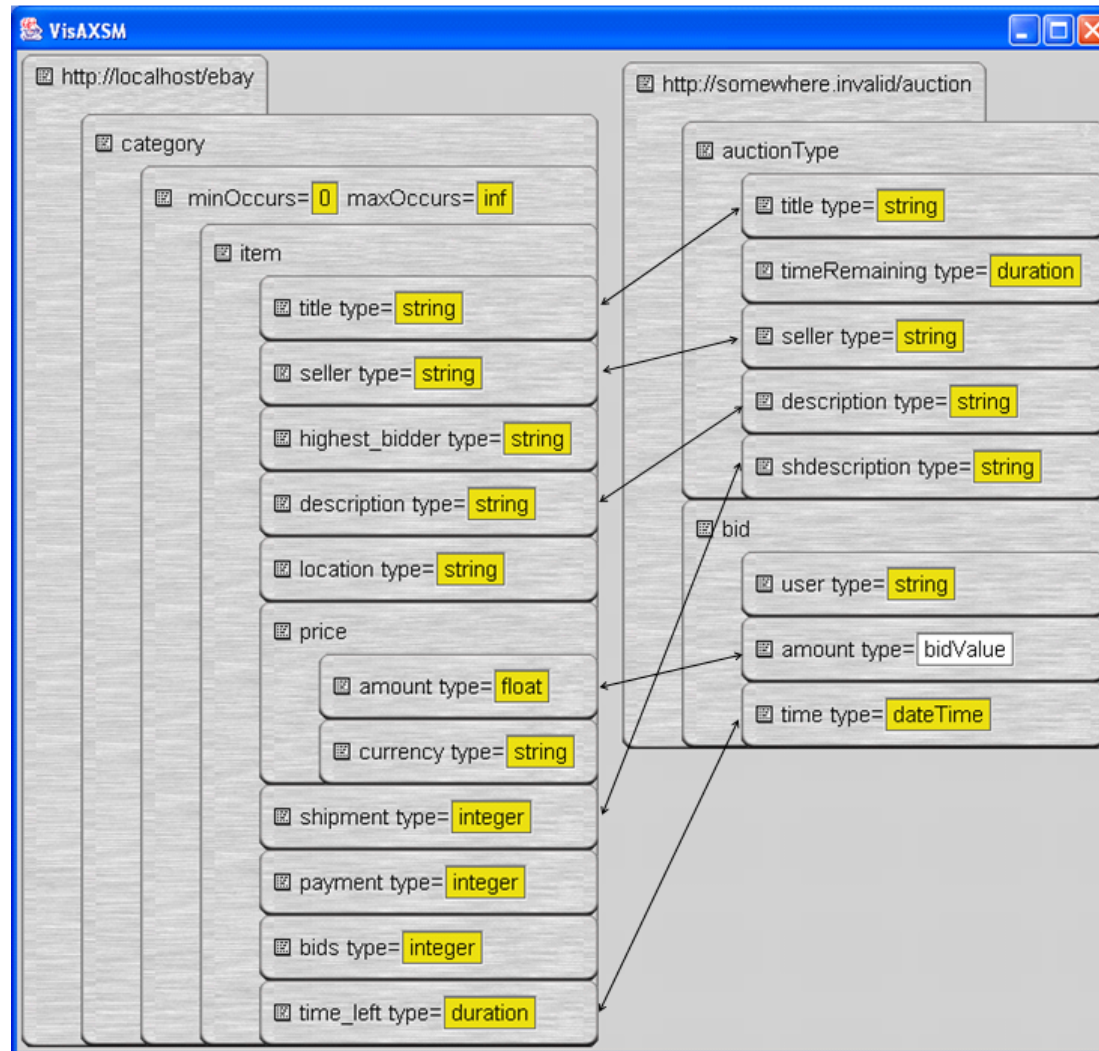 VisAXSM
http://localhost/ebay
category
minOccurs= 0 maxOccurs= inf
item
title type= string
seller type= string
highest_bidder type= string
description type= string
location type= string
price
amount type= float
currency type= string
shipment type= integer
payment type= integer
bids type= integer
time_left type= duration
http://somewhere.invalid/auction
auctionType
title type= string
timeRemaining type= duration
seller type= string
description type= string
shdescription type= string
bid
user type= string
amount type= bidValue
time type= dateTime